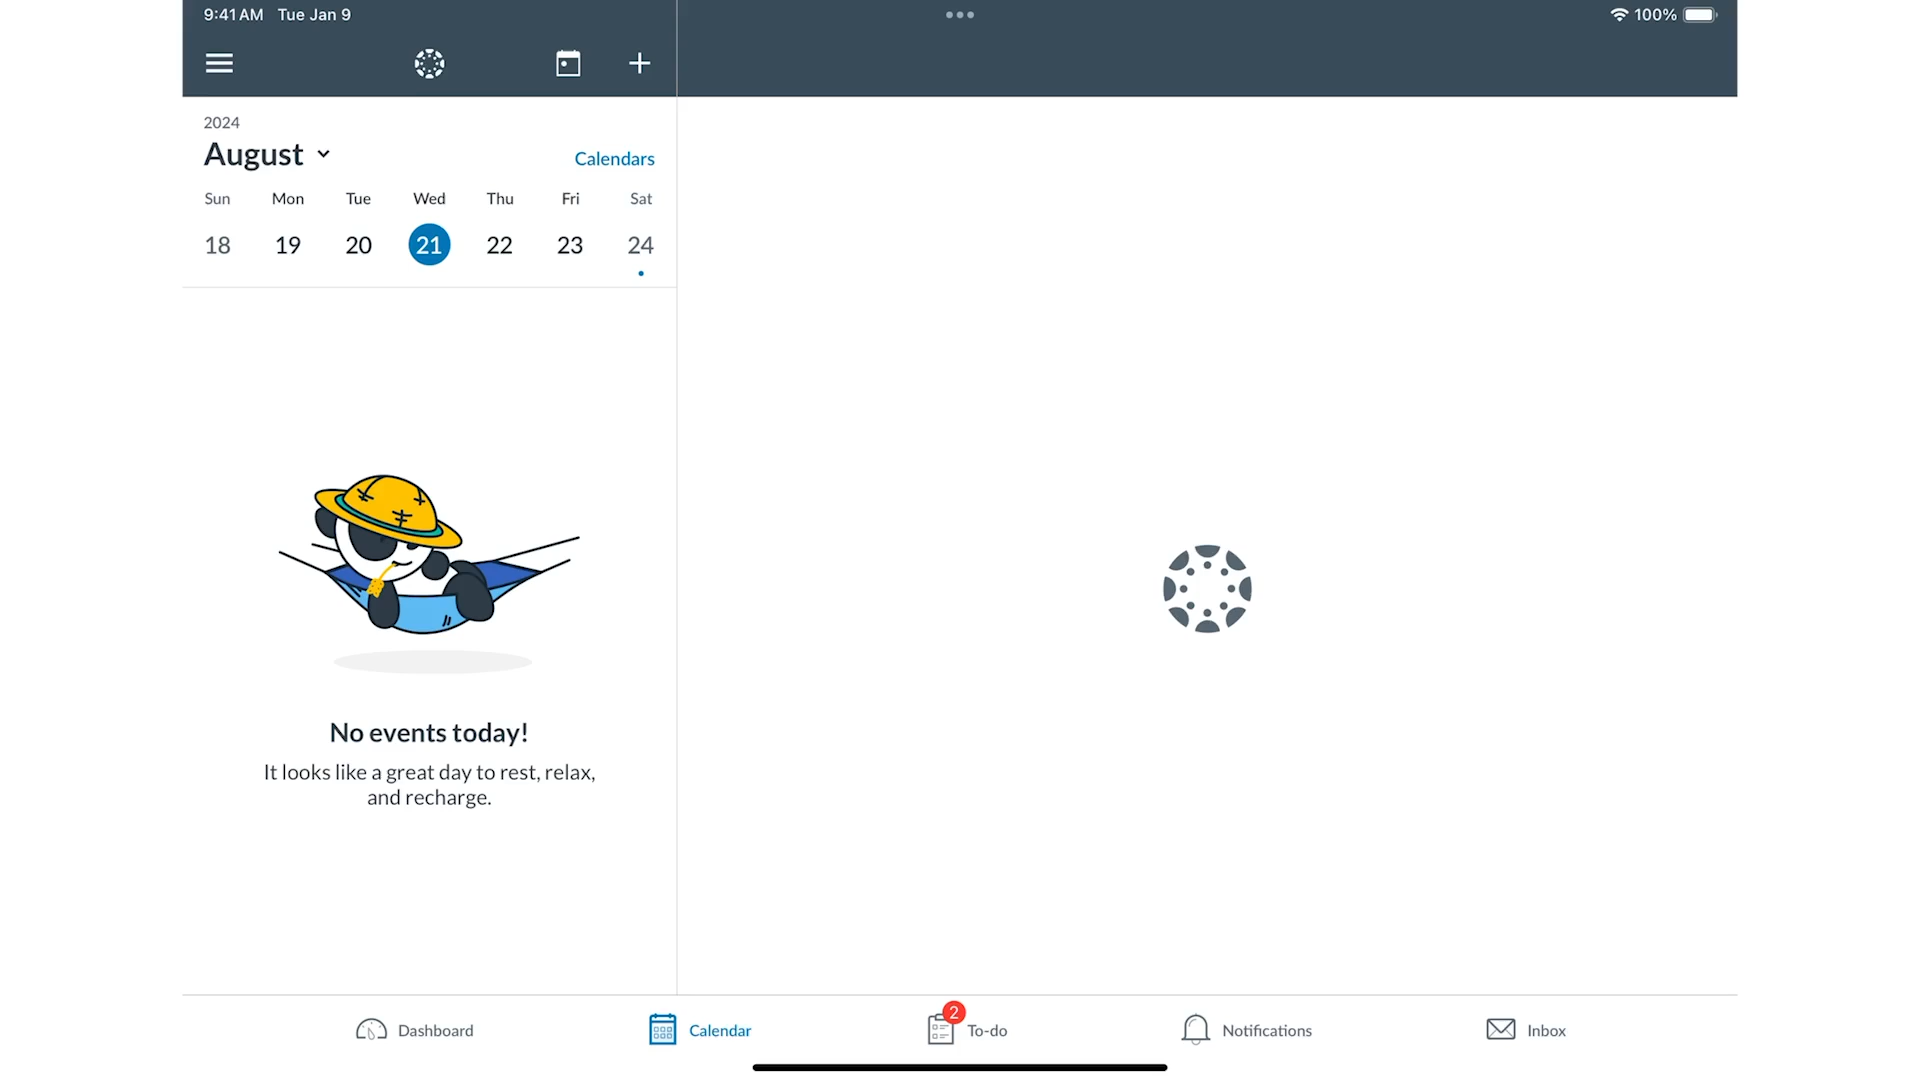 9:41 AM Tue Jan 9
100%
2024
August
Calendars
Sun Mon Tue Wed Thu Fri Sat
18 19 20 21 22 23 24
No events today!
It looks like a great day to rest, relax,
and recharge.
Dashboard
Calendar
2
To-do
Notifications
Inbox